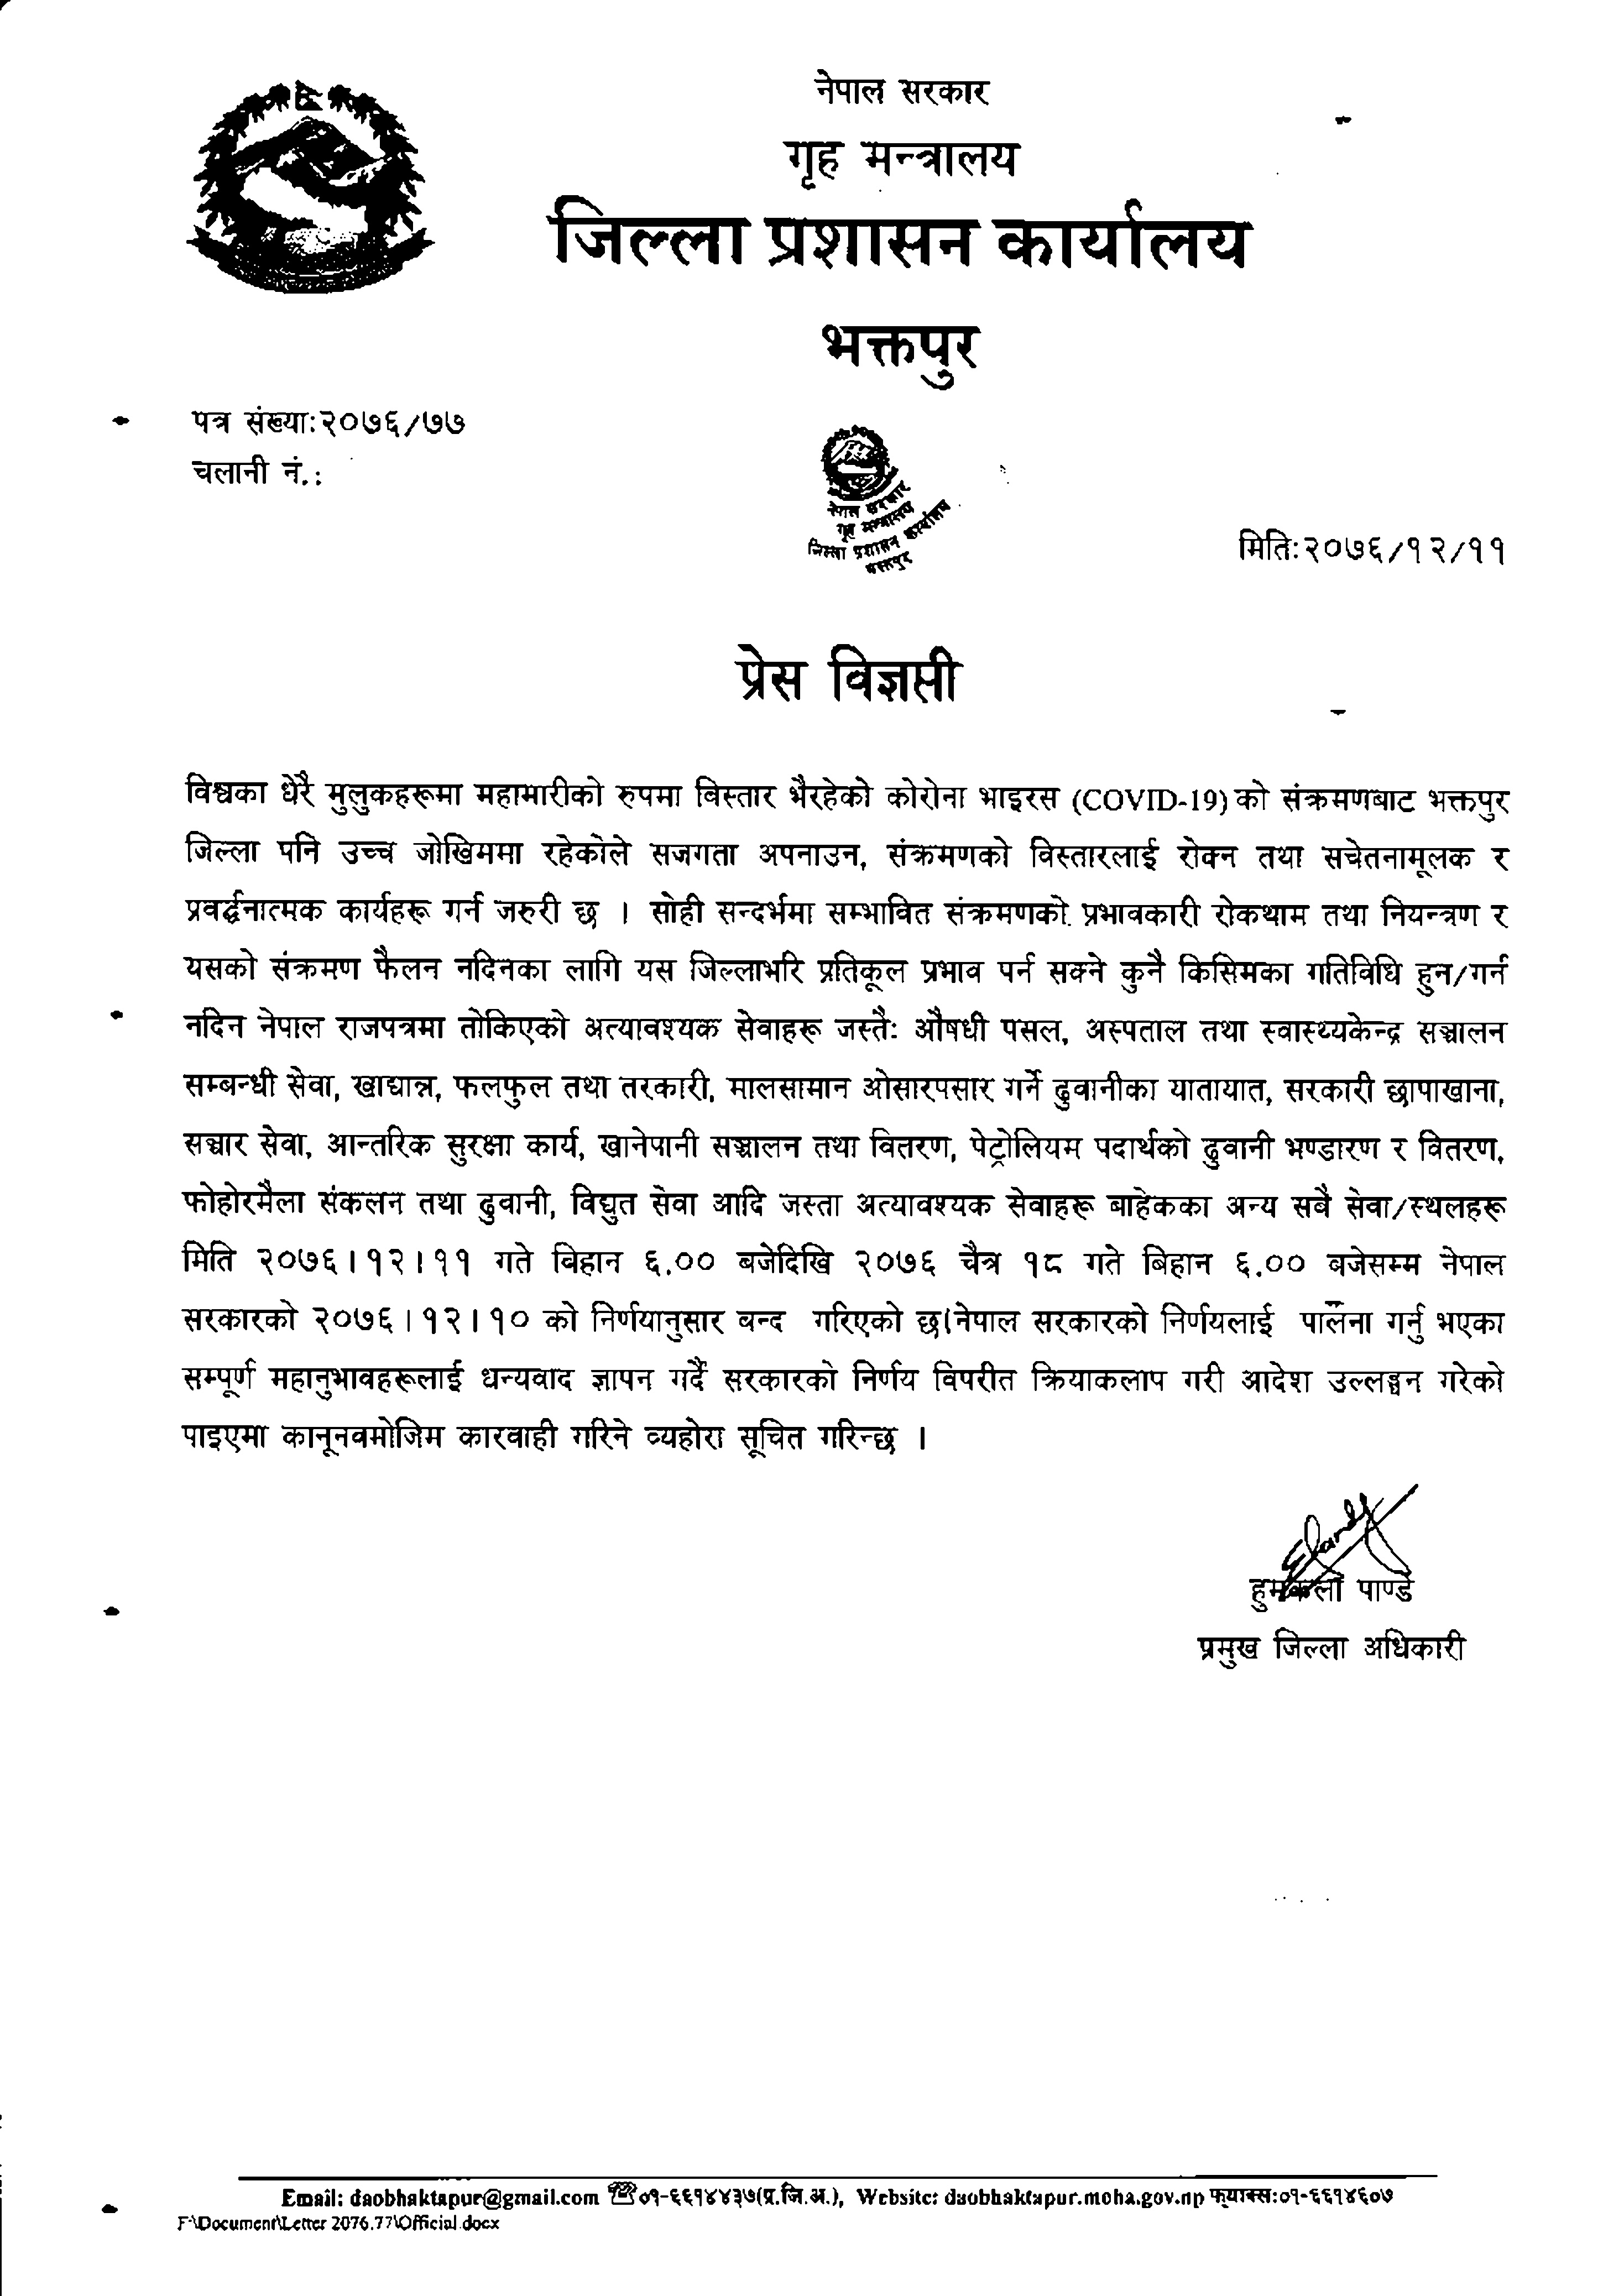 नेपाल सरकार
गृह मन्त्रालय
जिल्ला प्रशासन कार्यालय
भक्तपुर
पत्र संख्या:२०७६/७७
चलानी नं.:
नेपाल सरकार
गृह मन्त्रालय
जिल्ला प्रशासन कार्यालय
भक्तपुर
मिति:२०७६/१२/११
प्रेस विज्ञप्ती
विश्वका धेरै मुलुकहरूमा महामारीको रुपमा विस्तार भैरहेको कोरोना भाइरस (COVID-19) को संक्रमणबाट भक्तपुर
जिल्ला पनि उच्च जोखिममा रहेकोले सजगता अपनाउन, संक्रमणको विस्तारलाई रोक्न तथा सचेतनामूलक र
प्रवर्द्धनात्मक कार्यहरू गर्न जरुरी छ । सोही सन्दर्भमा सम्भावित संक्रमणको प्रभावकारी रोकथाम तथा नियन्त्रण र
यसको संक्रमण फैलन नदिनका लागि यस जिल्लाभरि प्रतिकूल प्रभाव पर्न सक्ने कुनै किसिमका गतिविधि हुन/गर्न
नदिन नेपाल राजपत्रमा तोकिएको अत्यावश्यक सेवाहरू जस्तै: औषधी पसल, अस्पताल तथा स्वास्थ्यकेन्द्र सञ्चालन
सम्बन्धी सेवा, खाद्यान्न, फलफुल तथा तरकारी, मालसामान ओसारपसार गर्ने ढुवानीका यातायात, सरकारी छापाखाना,
सञ्चार सेवा, आन्तरिक सुरक्षा कार्य, खानेपानी सञ्चालन तथा वितरण, पेट्रोलियम पदार्थको ढुवानी भण्डारण र वितरण,
फोहोरमैला संकलन तथा ढुवानी, विद्युत सेवा आदि जस्ता अत्यावश्यक सेवाहरू बाहेकका अन्य सबै सेवा/स्थलहरू
मिति २०७६।१२।११ गते विहान ६.०० बजेदिखि २०७६ चैत्र १८ गते बिहान ६.०० बजेसम्म नेपाल
सरकारको २०७६।१२।१० को निर्णयानुसार बन्द गरिएको छ।नेपाल सरकारको निर्णयलाई पालना गर्नु भएका
सम्पूर्ण महानुभावहरूलाई धन्यवाद ज्ञापन गर्दै सरकारको निर्णय विपरीत क्रियाकलाप गरी आदेश उल्लङ्घन गरेको
पाइएमा कानूनवमोजिम कारवाही गरिने व्यहोरा सूचित गरिन्छ ।
हुमकला पाण्डे
प्रमुख जिल्ला अधिकारी
Email: daobhaktapur@gmail.com ☏०१-६६१४४३७(प्र.जि.अ.), Website: daobhaktapur.moha.gov.np फ्याक्स:०१-६६१४६०७
F:\Document\Letter 2076.77\Official.docx